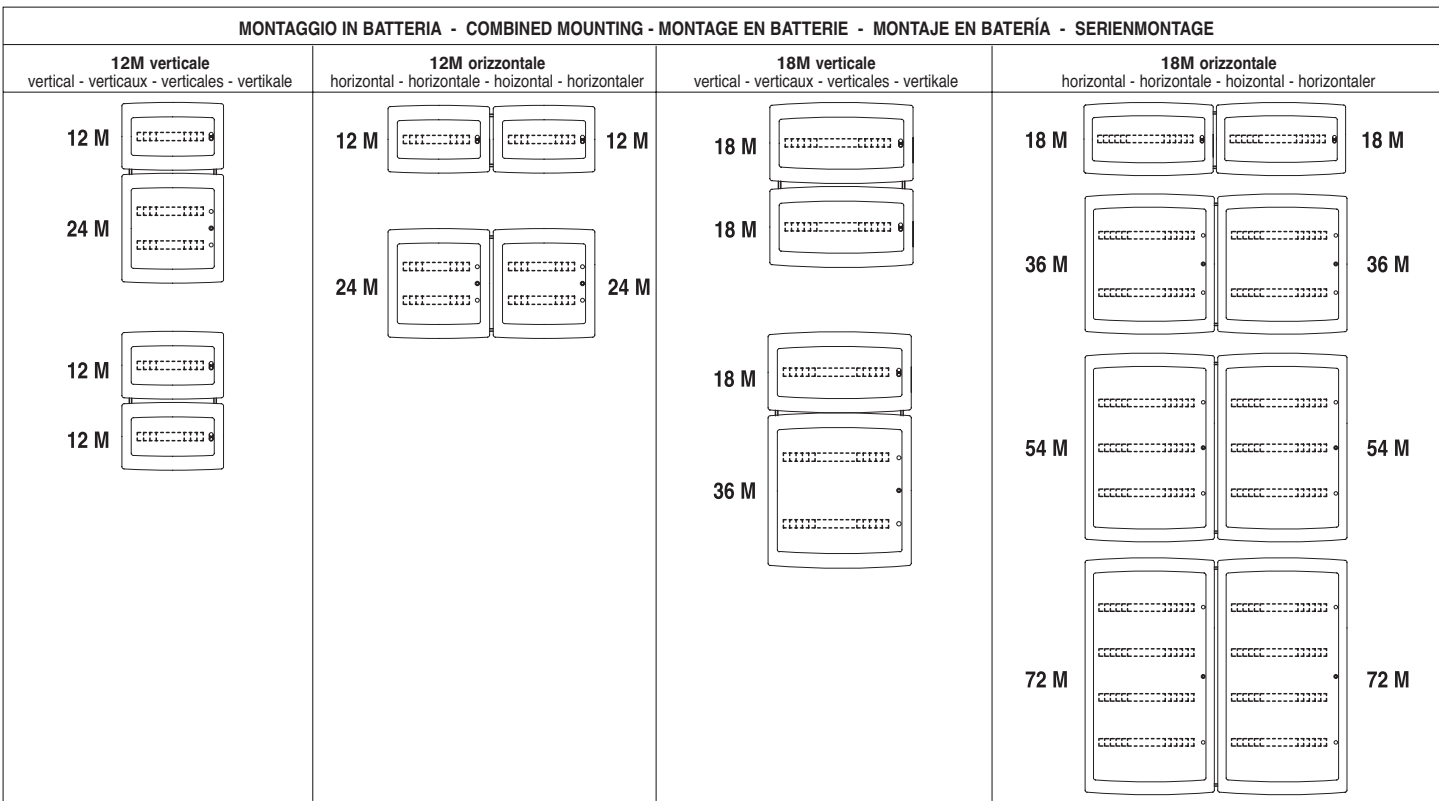 MONTAGGIO IN BATTERIA - COMBINED MOUNTING - MONTAGE EN BATTERIE - MONTAJE EN BATERÍA - SERIENMONTAGE
12M verticale
vertical - verticaux - verticales - vertikale
12 M
24 M
12 M
12 M
12M orizzontale
horizontal - horizontale - hoizontal - horizontaler
12 M 12 M
24 M 24 M
18M verticale
vertical - verticaux - verticales - vertikale
18 M
18 M
18 M
36 M
18M orizzontale
horizontal - horizontale - hoizontal - horizontaler
18 M 18 M
36 M 36 M
54 M 54 M
72 M 72 M